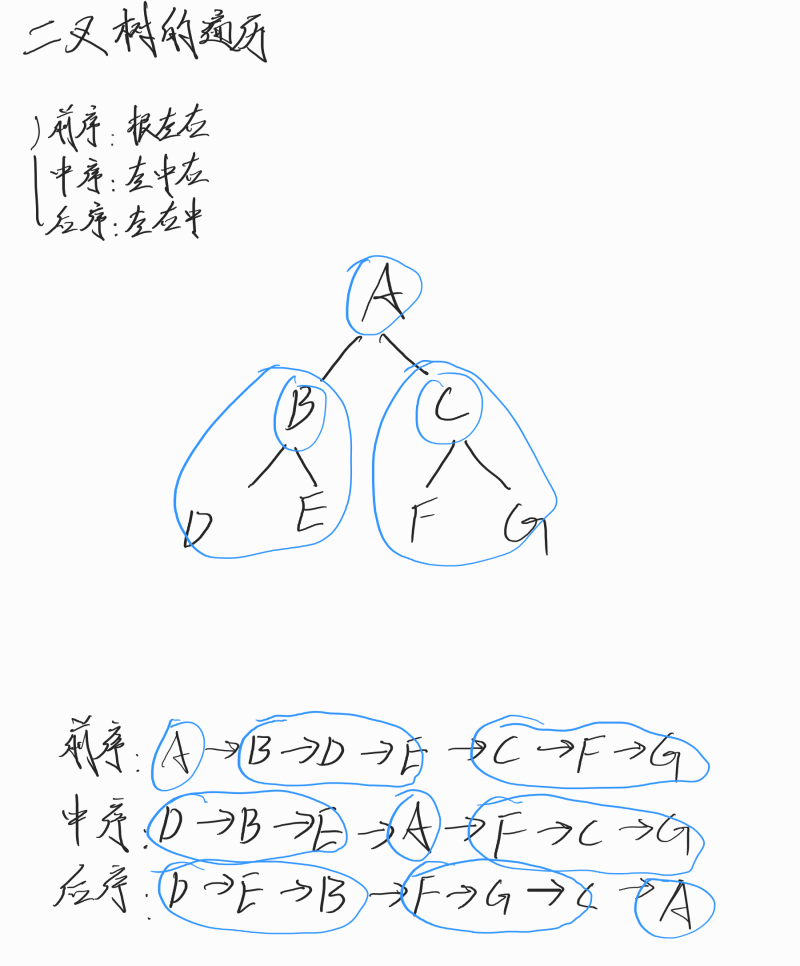 二叉树的遍历
前序:根左右
中序:左中右
后序:左右中
A
B C
D E F G
前序:A→B→D→E→C→F→G
中序:D→B→E→A→F→C→G
后序:D→E→B→F→G→C→A